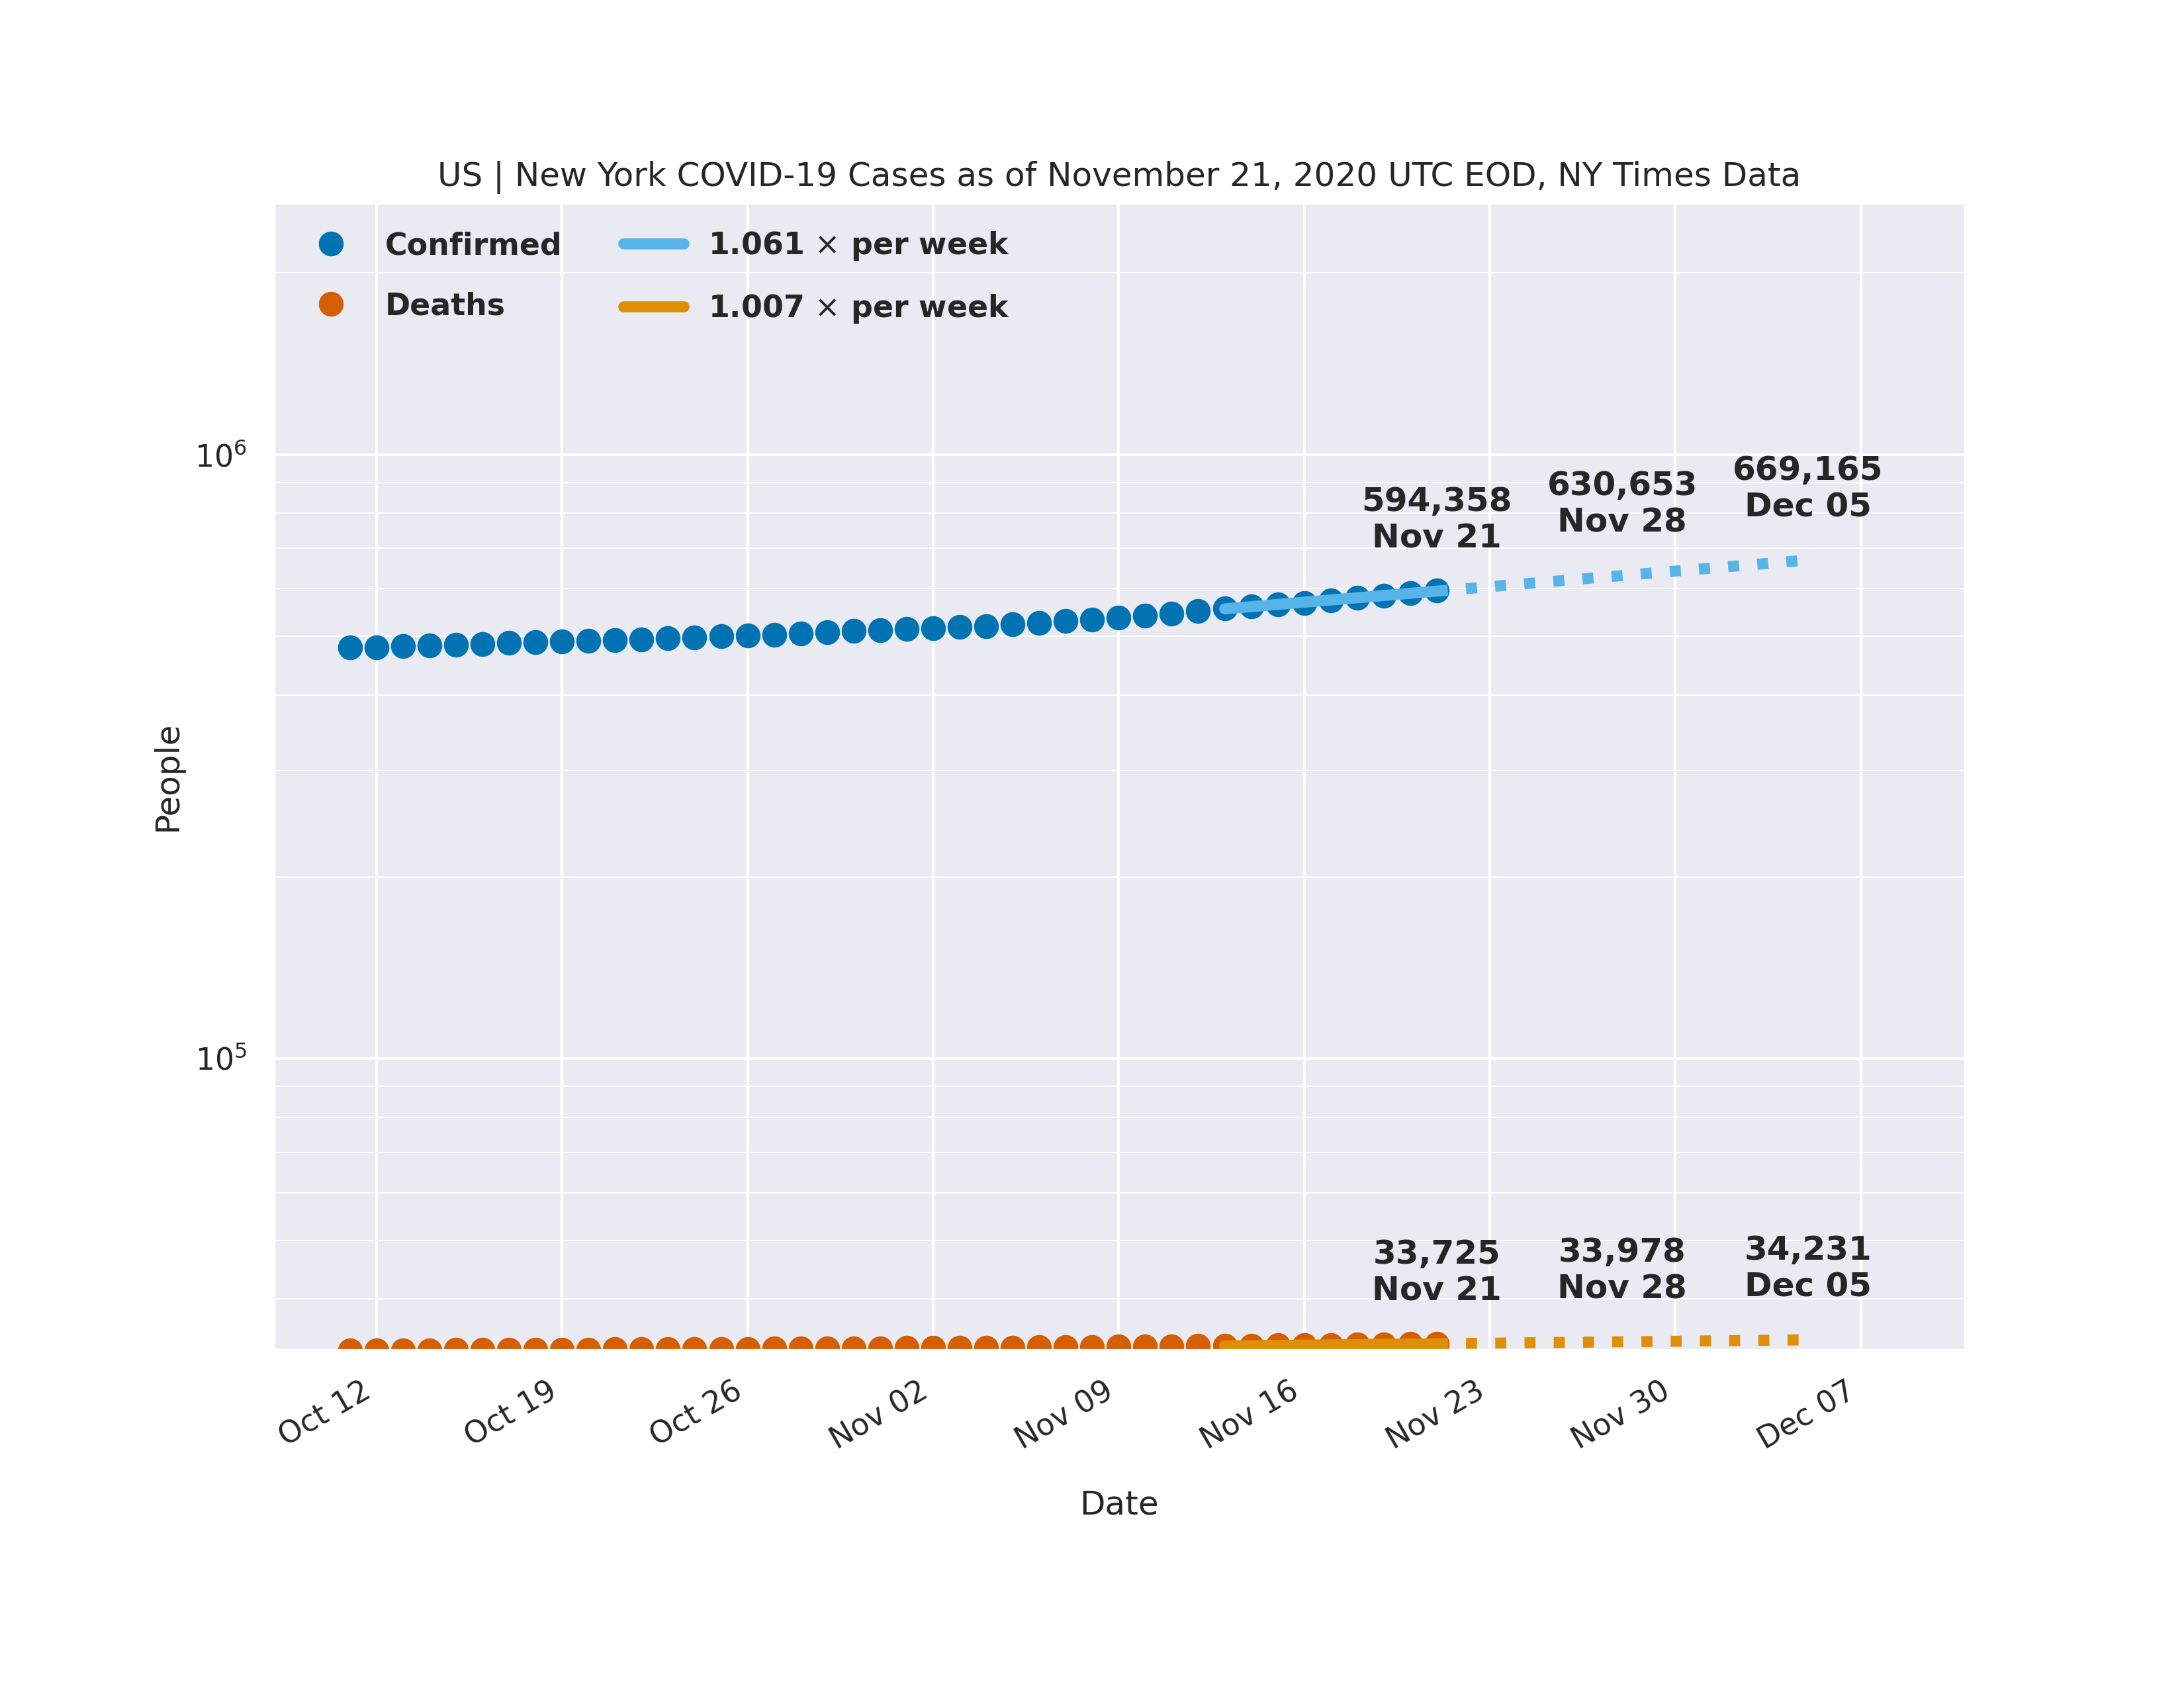 US | New York COVID-19 Cases as of November 21, 2020 UTC EOD, NY Times Data
Confirmed
1.061 × per week
Deaths
1.007 × per week
10⁶
10⁵
People
594,358
Nov 21
630,653
Nov 28
669,165
Dec 05
33,725
Nov 21
33,978
Nov 28
34,231
Dec 05
Oct 12
Oct 19
Oct 26
Nov 02
Nov 09
Nov 16
Nov 23
Nov 30
Dec 07
Date